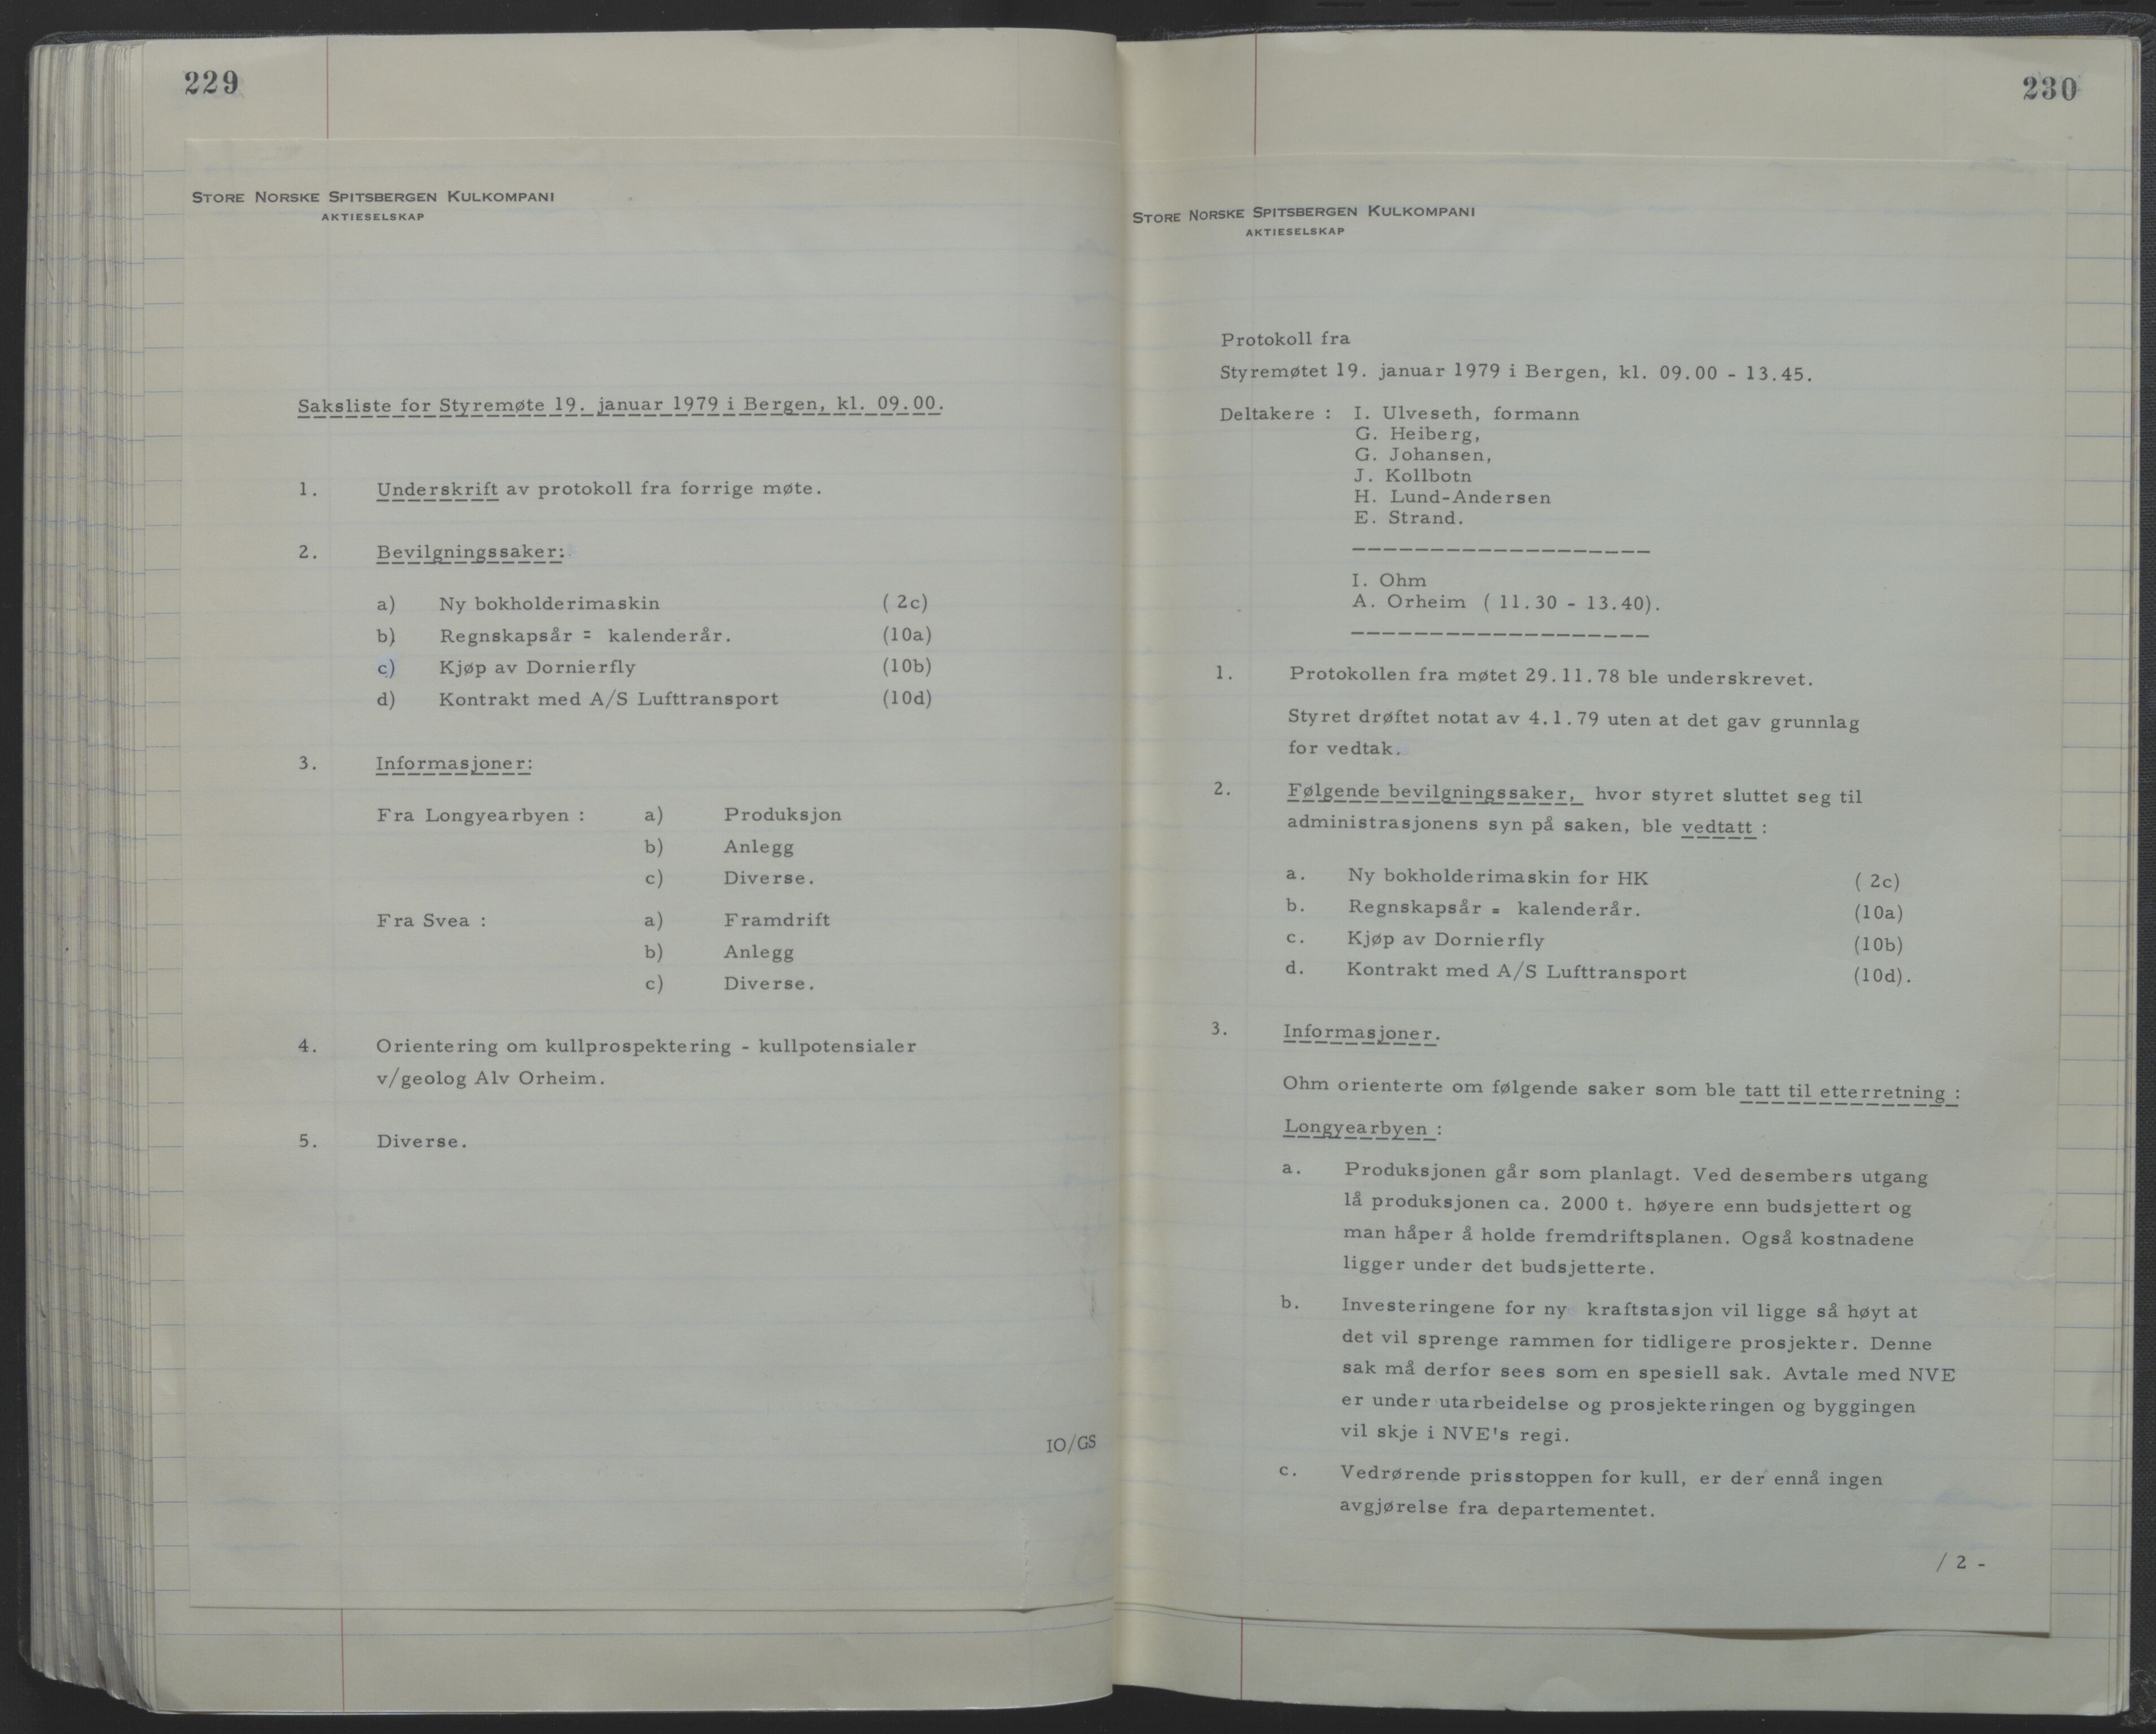 229
STORE NORSKE SPITSBERGEN KULKOMPANI
AKTIESELSKAP
Saksliste for Styremøte 19. januar 1979 i Bergen, kl. 09.00.
1. Underskrift av protokoll fra forrige møte.
2. Bevilgningssaker:
a) Ny bokholderimaskin ( 2c)
b) Regnskapsår = kalenderår. (10a)
c) Kjøp av Dornierfly (10b)
d) Kontrakt med A/S Lufttransport (10d)
3. Informasjoner:
Fra Longyearbyen : a) Produksjon
b) Anlegg
c) Diverse.
Fra Svea : a) Framdrift
b) Anlegg
c) Diverse.
4. Orientering om kullprospektering - kullpotensialer
v/geolog Alv Orheim.
5. Diverse.
IO/GS
230
STORE NORSKE SPITSBERGEN KULKOMPANI
AKTIESELSKAP
Protokoll fra
Styremøtet 19. januar 1979 i Bergen, kl. 09.00 - 13.45.
Deltakere : I. Ulveseth, formann
G. Heiberg,
G. Johansen,
J. Kollbotn
H. Lund-Andersen
E. Strand.
-------------------
I. Ohm
A. Orheim ( 11.30 - 13.40).
-------------------
1. Protokollen fra møtet 29.11.78 ble underskrevet.
Styret drøftet notat av 4.1.79 uten at det gav grunnlag
for vedtak.
2. Følgende bevilgningssaker, hvor styret sluttet seg til
administrasjonens syn på saken, ble vedtatt :
a. Ny bokholderimaskin for HK ( 2c)
b. Regnskapsår = kalenderår. (10a)
c. Kjøp av Dornierfly (10b)
d. Kontrakt med A/S Lufttransport (10d).
3. Informasjoner.
Ohm orienterte om følgende saker som ble tatt til etterretning :
Longyearbyen :
a. Produksjonen går som planlagt. Ved desembers utgang
lå produksjonen ca. 2000 t. høyere enn budsjettert og
man håper å holde fremdriftsplanen. Også kostnadene
ligger under det budsjetterte.
b. Investeringene for ny kraftstasjon vil ligge så høyt at
det vil sprenge rammen for tidligere prosjekter. Denne
sak må derfor sees som en spesiell sak. Avtale med NVE
er under utarbeidelse og prosjekteringen og byggingen
vil skje i NVE's regi.
c. Vedrørende prisstoppen for kull, er der ennå ingen
avgjørelse fra departementet.
/ 2 -